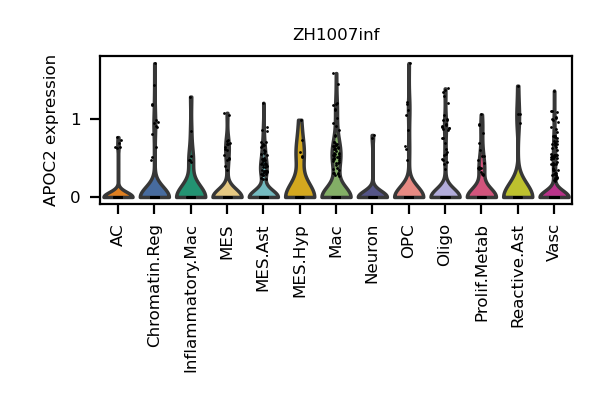 ZH1007inf
APOC2 expression
1
0
AC
Chromatin.Reg
Inflammatory.Mac
MES
MES.Ast
MES.Hyp
Mac
Neuron
OPC
Oligo
Prolif.Metab
Reactive.Ast
Vasc